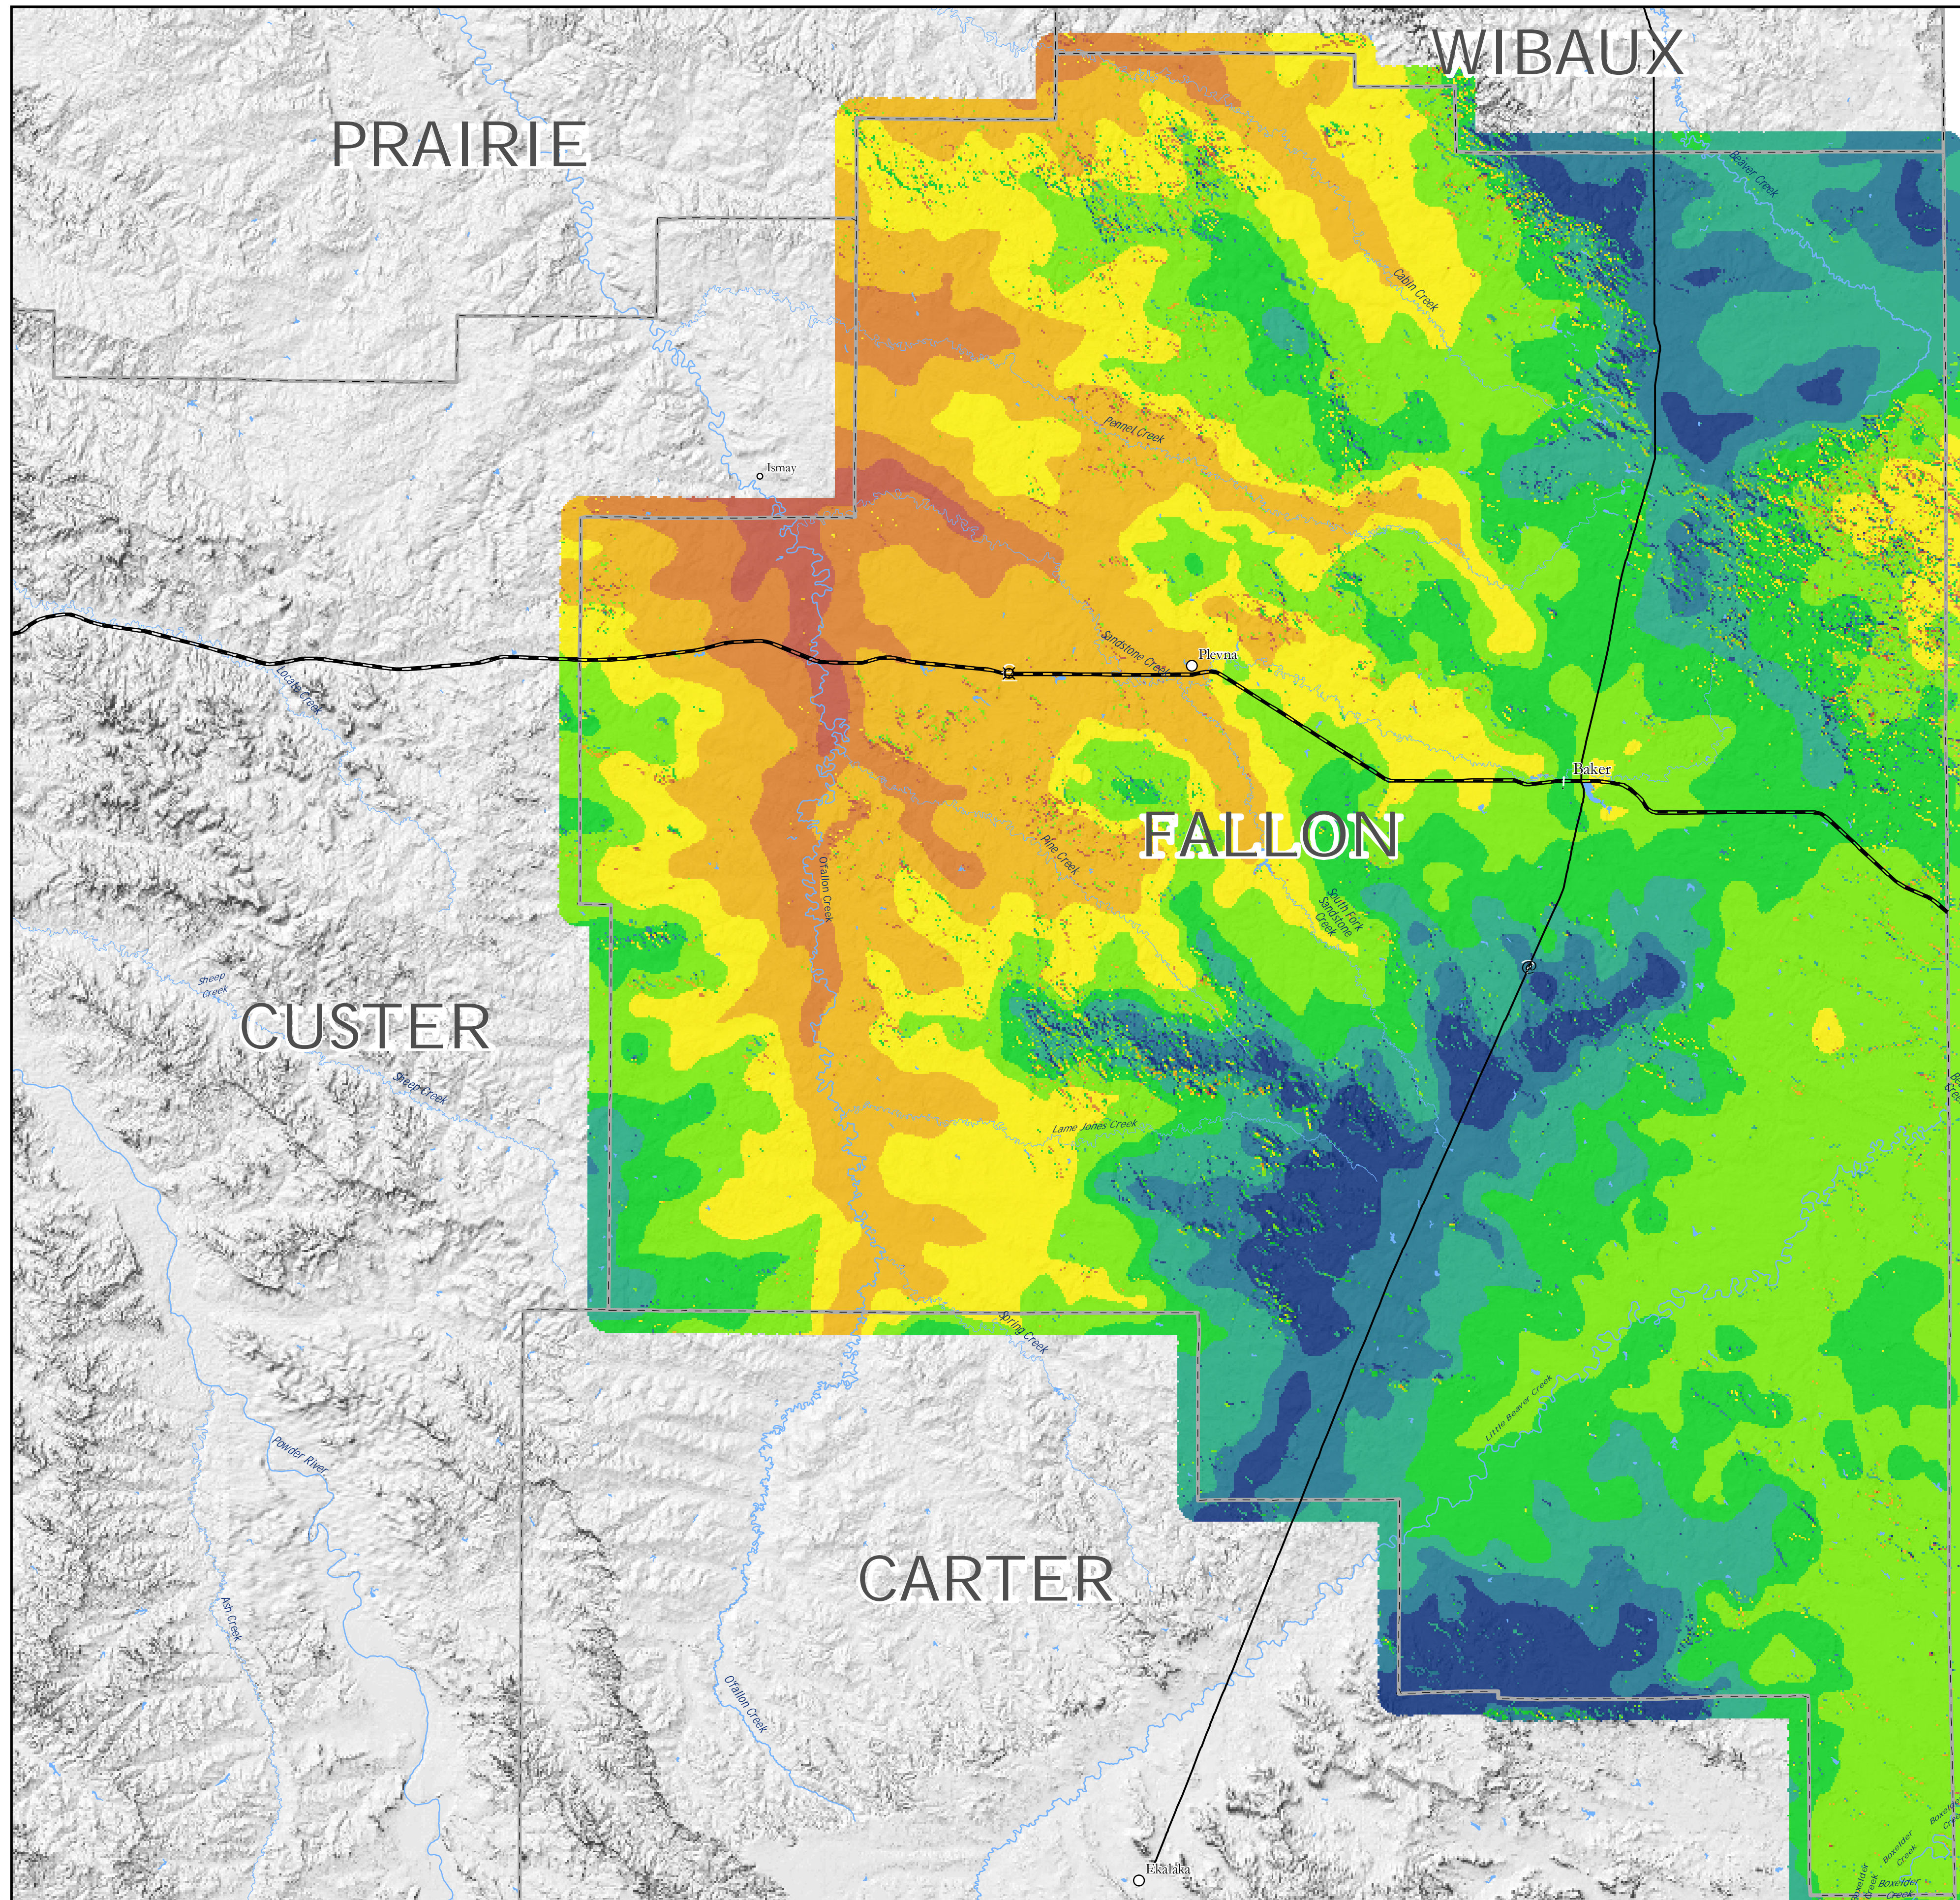 WIBAUX
PRAIRIE
Beaver Creek
Cabin Creek
Pennel Creek
Ismay
Sandstone Creek
Plevna
Locate Creek
Baker
FALLON
Pine Creek
O'fallon Creek
South Fork
Sandstone
Creek
Sheep
Creek
CUSTER
Sheep Creek
Lame Jones Creek
Spring Creek
Little Beaver Creek
Powder River
CARTER
Ash Creek
O'fallon Creek
Ekalaka
Boxelder
Creek
Boxelder
Creek
Boxelder
Creek